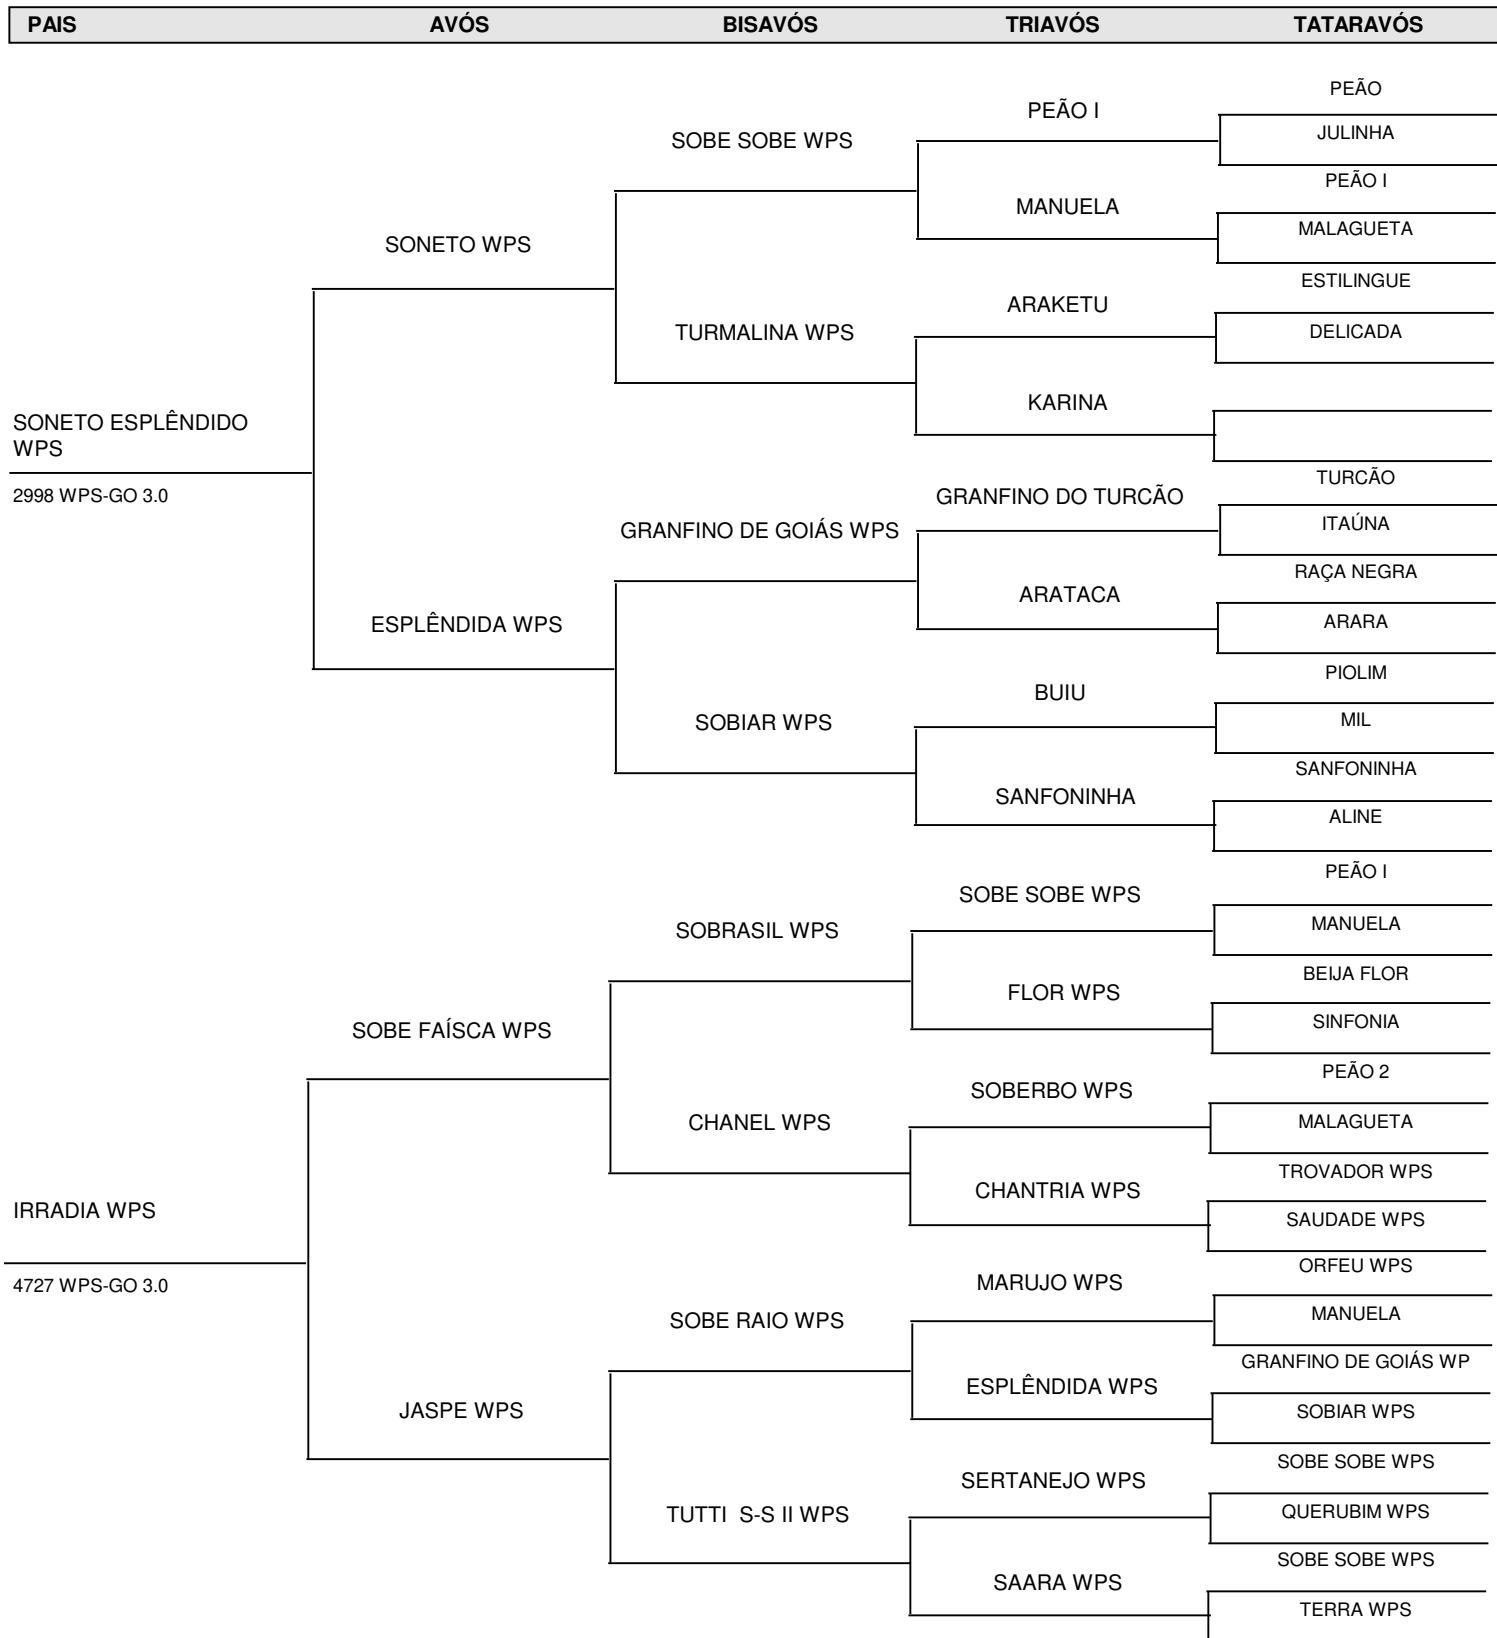 PAIS AVÓS BISAVÓS TRIAVÓS TATARAVÓS
PEÃO
PEÃO I
JULINHA
SOBE SOBE WPS
PEÃO I
MANUELA
MALAGUETA
SONETO WPS
ESTILINGUE
ARAKETU
TURMALINA WPS
DELICADA
KARINA
SONETO ESPLÊNDIDO
WPS
TURCÃO
2998 WPS-GO 3.0
GRANFINO DO TURCÃO
ITAÚNA
GRANFINO DE GOIÁS WPS
RAÇA NEGRA
ARATACA
ARARA
ESPLÊNDIDA WPS
PIOLIM
BUIU
MIL
SOBIAR WPS
SANFONINHA
SANFONINHA
ALINE
PEÃO I
SOBE SOBE WPS
MANUELA
SOBRASIL WPS
BEIJA FLOR
FLOR WPS
SINFONIA
SOBE FAÍSCA WPS
PEÃO 2
SOBERBO WPS
MALAGUETA
CHANEL WPS
TROVADOR WPS
CHANTRIA WPS
IRRADIA WPS
SAUDADE WPS
ORFEU WPS
4727 WPS-GO 3.0
MARUJO WPS
MANUELA
SOBE RAIO WPS
GRANFINO DE GOIÁS WP
ESPLÊNDIDA WPS
JASPE WPS
SOBIAR WPS
SOBE SOBE WPS
SERTANEJO WPS
QUERUBIM WPS
TUTTI S-S II WPS
SOBE SOBE WPS
SAARA WPS
TERRA WPS